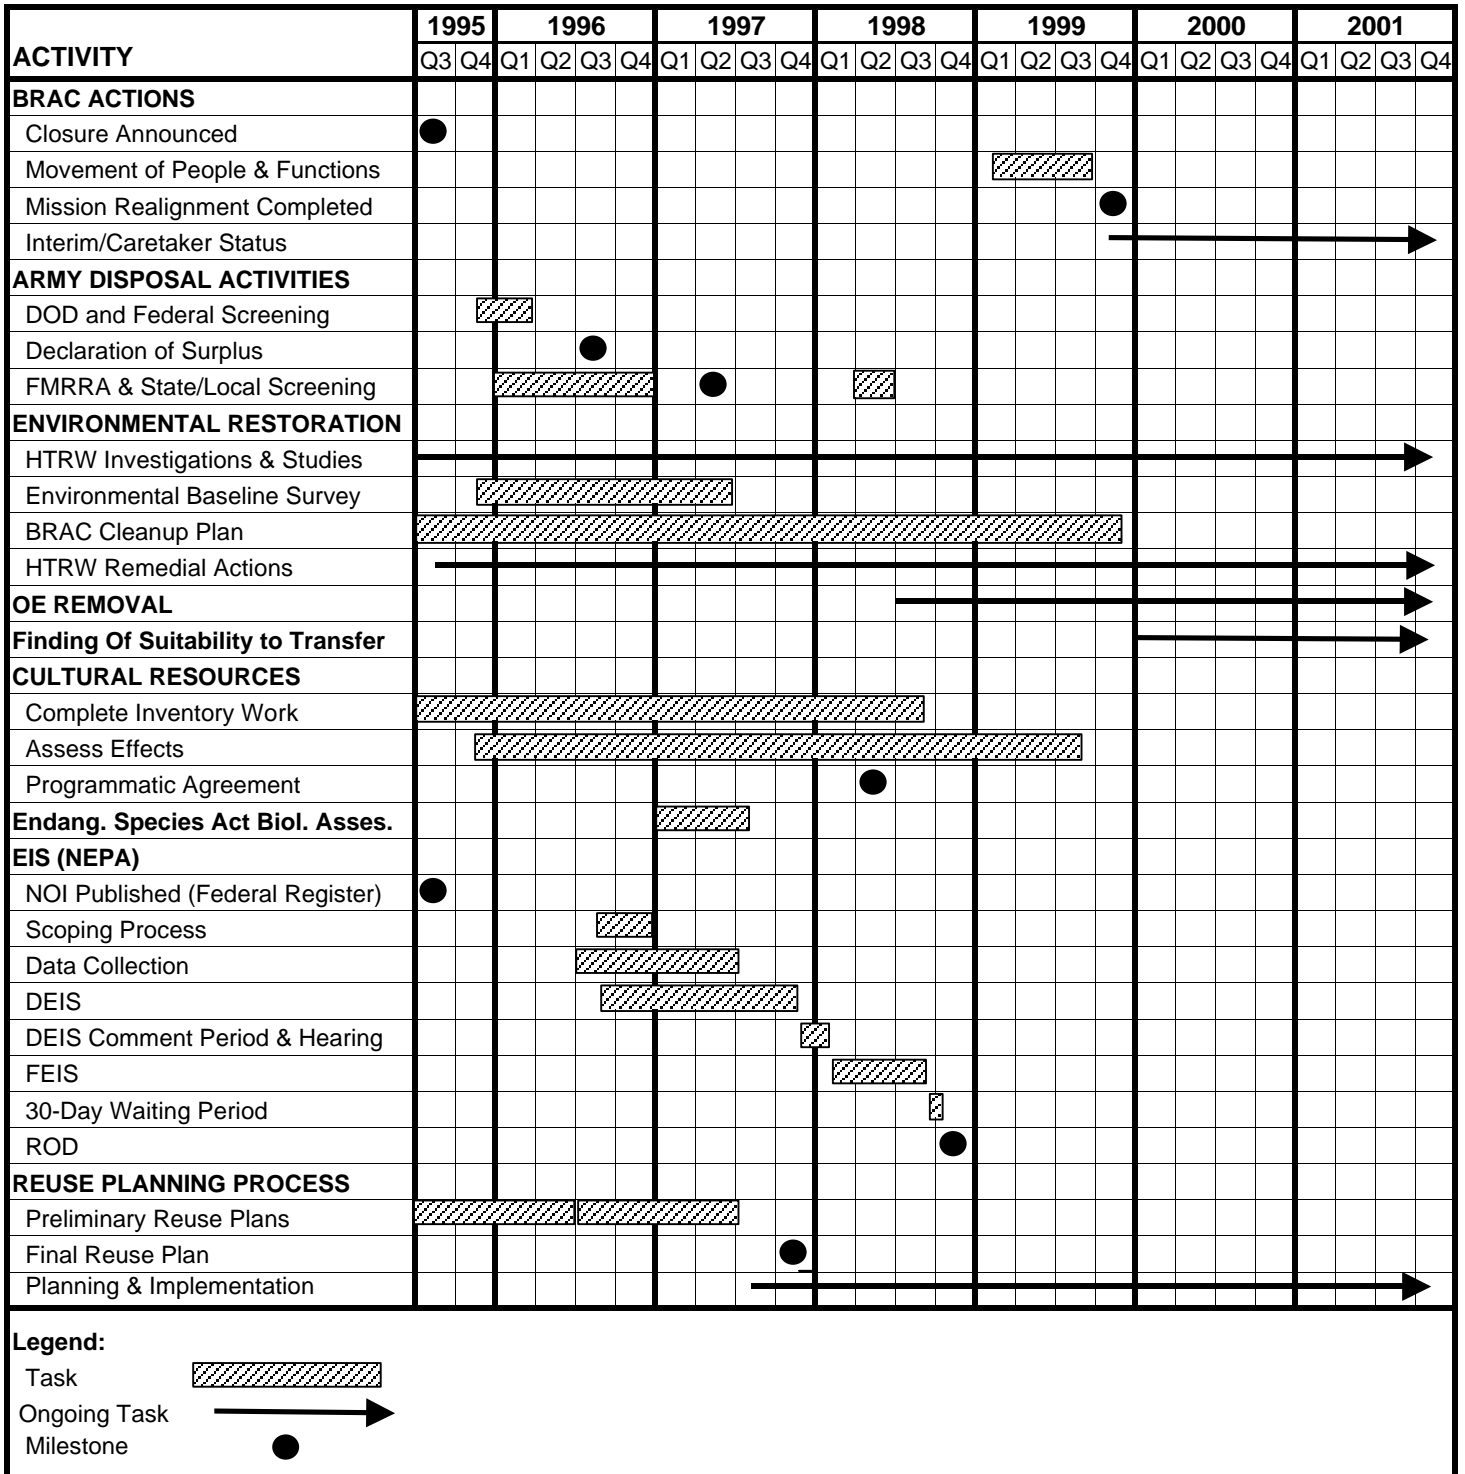 1995 1996 1997 1998 1999 2000 2001
ACTIVITY Q3 Q4 Q1 Q2 Q3 Q4 Q1 Q2 Q3 Q4 Q1 Q2 Q3 Q4 Q1 Q2 Q3 Q4 Q1 Q2 Q3 Q4 Q1 Q2 Q3 Q4
BRAC ACTIONS
Closure Announced
Movement of People & Functions
Mission Realignment Completed
Interim/Caretaker Status
ARMY DISPOSAL ACTIVITIES
DOD and Federal Screening
Declaration of Surplus
FMRRA & State/Local Screening
ENVIRONMENTAL RESTORATION
HTRW Investigations & Studies
Environmental Baseline Survey
BRAC Cleanup Plan
HTRW Remedial Actions
OE REMOVAL
Finding Of Suitability to Transfer
CULTURAL RESOURCES
Complete Inventory Work
Assess Effects
Programmatic Agreement
Endang. Species Act Biol. Asses.
EIS (NEPA)
NOI Published (Federal Register)
Scoping Process
Data Collection
DEIS
DEIS Comment Period & Hearing
FEIS
30-Day Waiting Period
ROD
REUSE PLANNING PROCESS
Preliminary Reuse Plans
Final Reuse Plan
Planning & Implementation
Legend:
Task
Ongoing Task
Milestone